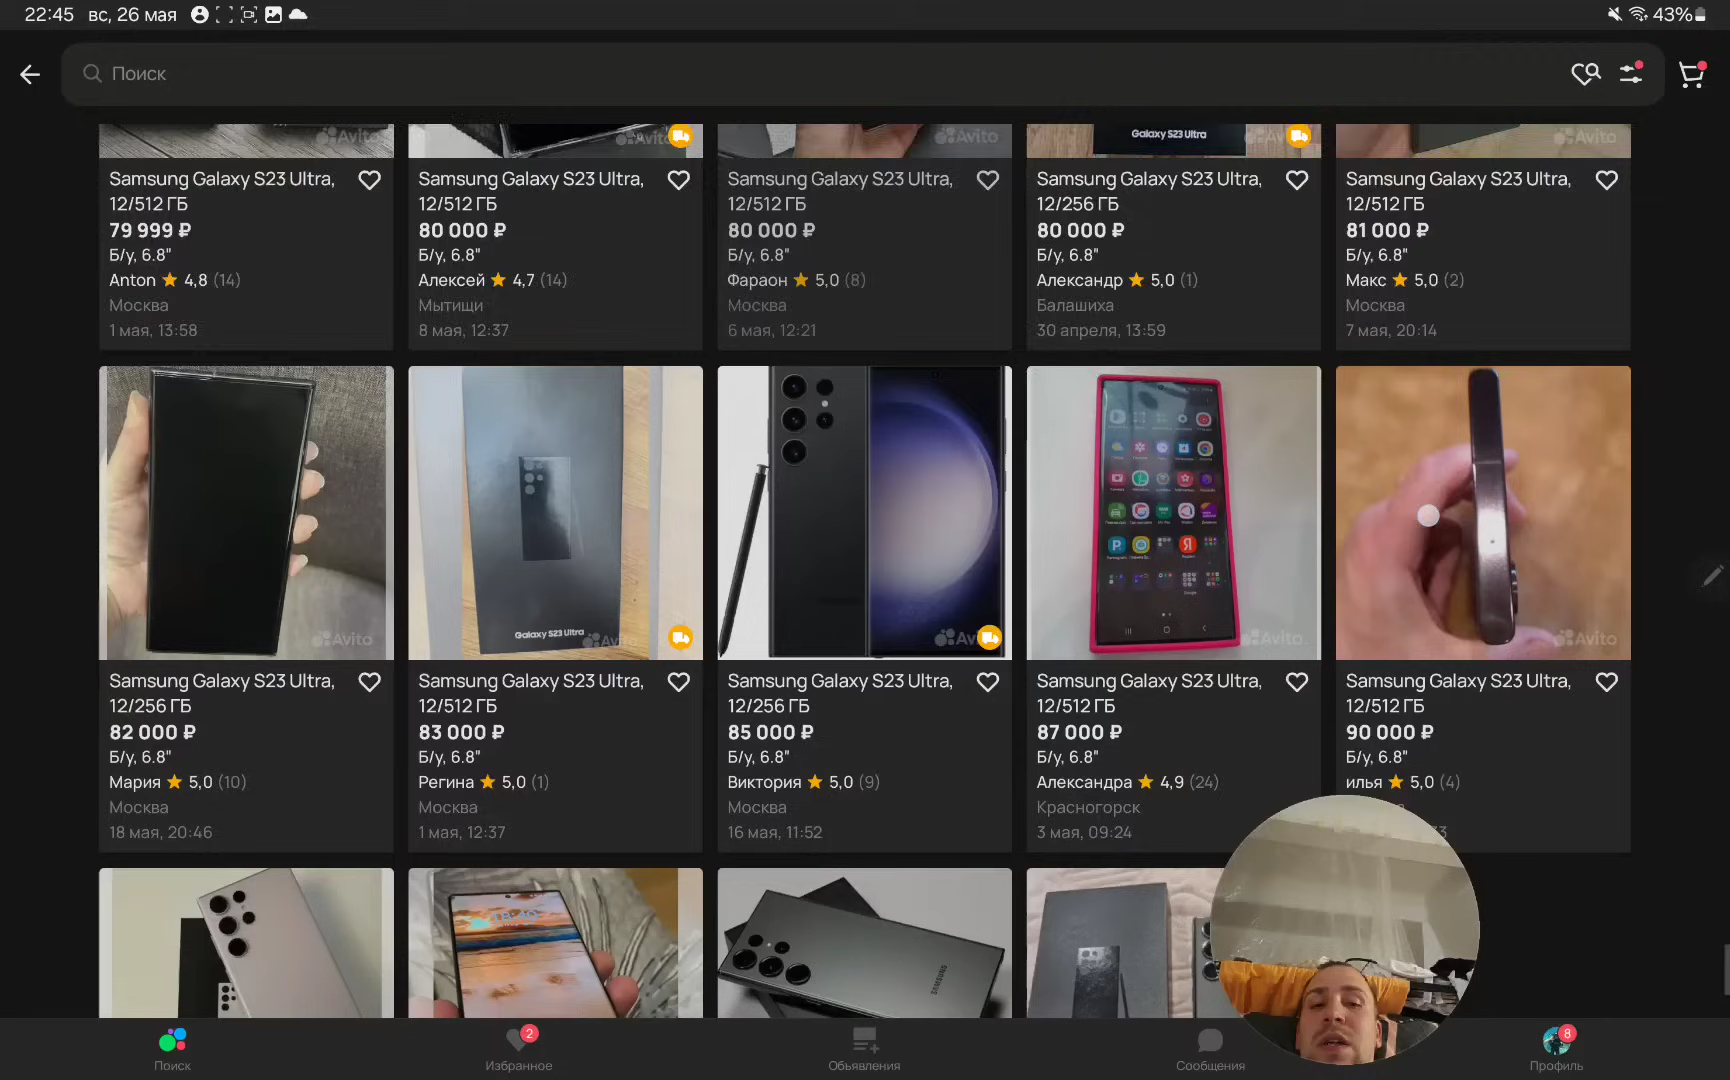 22:45 вс, 26 мая
43%
Поиск
Avito
Avito
Avito
Galaxy S23 Ultra
Avito
Samsung Galaxy S23 Ultra,
12/512 ГБ
79 999 ₽
Б/у, 6.8"
Anton 4,8 (14)
Москва
1 мая, 13:58
Samsung Galaxy S23 Ultra,
12/512 ГБ
80 000 ₽
Б/у, 6.8"
Алексей 4,7 (14)
Мытищи
8 мая, 12:37
Samsung Galaxy S23 Ultra,
12/512 ГБ
80 000 ₽
Б/у, 6.8"
Фараон 5,0 (8)
Москва
6 мая, 12:21
Samsung Galaxy S23 Ultra,
12/256 ГБ
80 000 ₽
Б/у, 6.8"
Александр 5,0 (1)
Балашиха
30 апреля, 13:59
Samsung Galaxy S23 Ultra,
12/512 ГБ
81 000 ₽
Б/у, 6.8"
Макс 5,0 (2)
Москва
7 мая, 20:14
Avito
Galaxy S23 Ultra
Avito
Avito
Avito
Samsung Galaxy S23 Ultra,
12/256 ГБ
82 000 ₽
Б/у, 6.8"
Мария 5,0 (10)
Москва
18 мая, 20:46
Samsung Galaxy S23 Ultra,
12/512 ГБ
83 000 ₽
Б/у, 6.8"
Регина 5,0 (1)
Москва
1 мая, 12:37
Samsung Galaxy S23 Ultra,
12/256 ГБ
85 000 ₽
Б/у, 6.8"
Виктория 5,0 (9)
Москва
16 мая, 11:52
Samsung Galaxy S23 Ultra,
12/512 ГБ
87 000 ₽
Б/у, 6.8"
Александра 4,9 (24)
Красногорск
3 мая, 09:24
Samsung Galaxy S23 Ultra,
12/512 ГБ
90 000 ₽
Б/у, 6.8"
илья 5,0 (4)
SAMSUNG
Поиск
2
Избранное
Объявления
Сообщения
8
Профиль